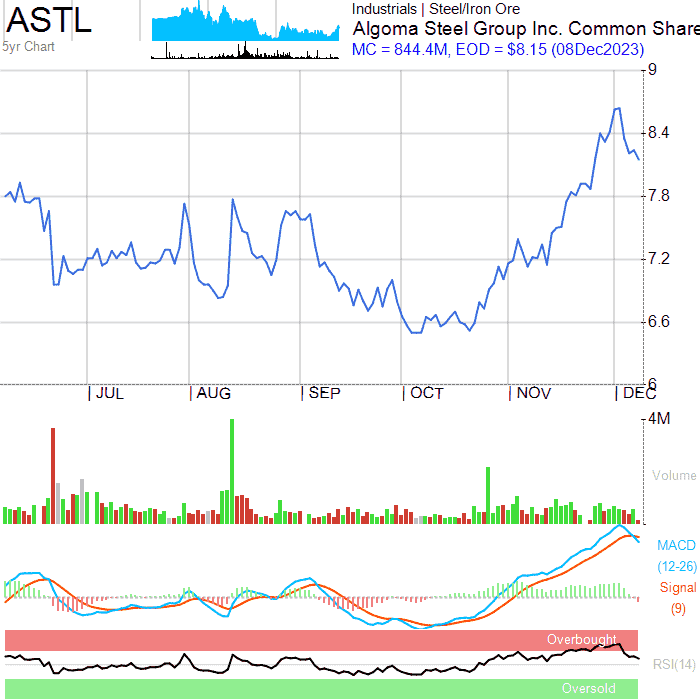 ASTL
5yr Chart
Industrials | Steel/Iron Ore
Algoma Steel Group Inc. Common Share
MC = 844.4M, EOD = $8.15 (08Dec2023)
9
8.4
7.8
7.2
6.6
6
JUL AUG SEP OCT NOV DEC
4M
Volume
MACD
(12-26)
Signal
(9)
Overbought
RSI(14)
Oversold